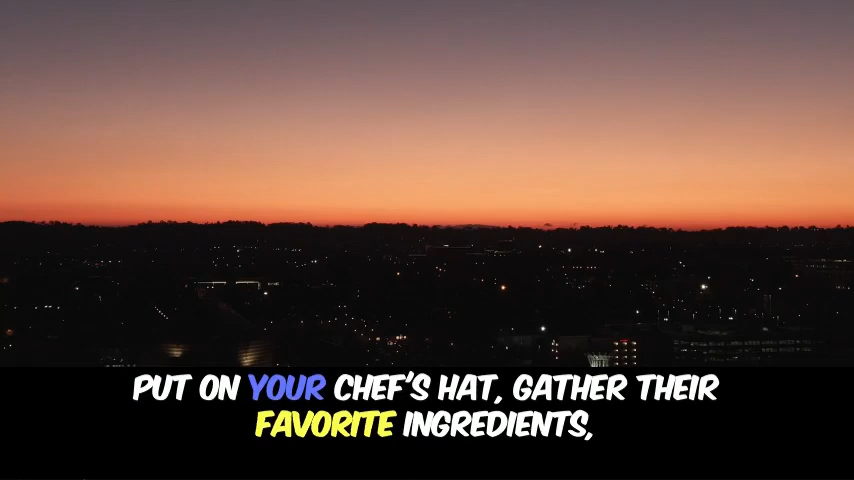 PUT ON YOUR CHEF'S HAT, GATHER THEIR
FAVORITE INGREDIENTS,